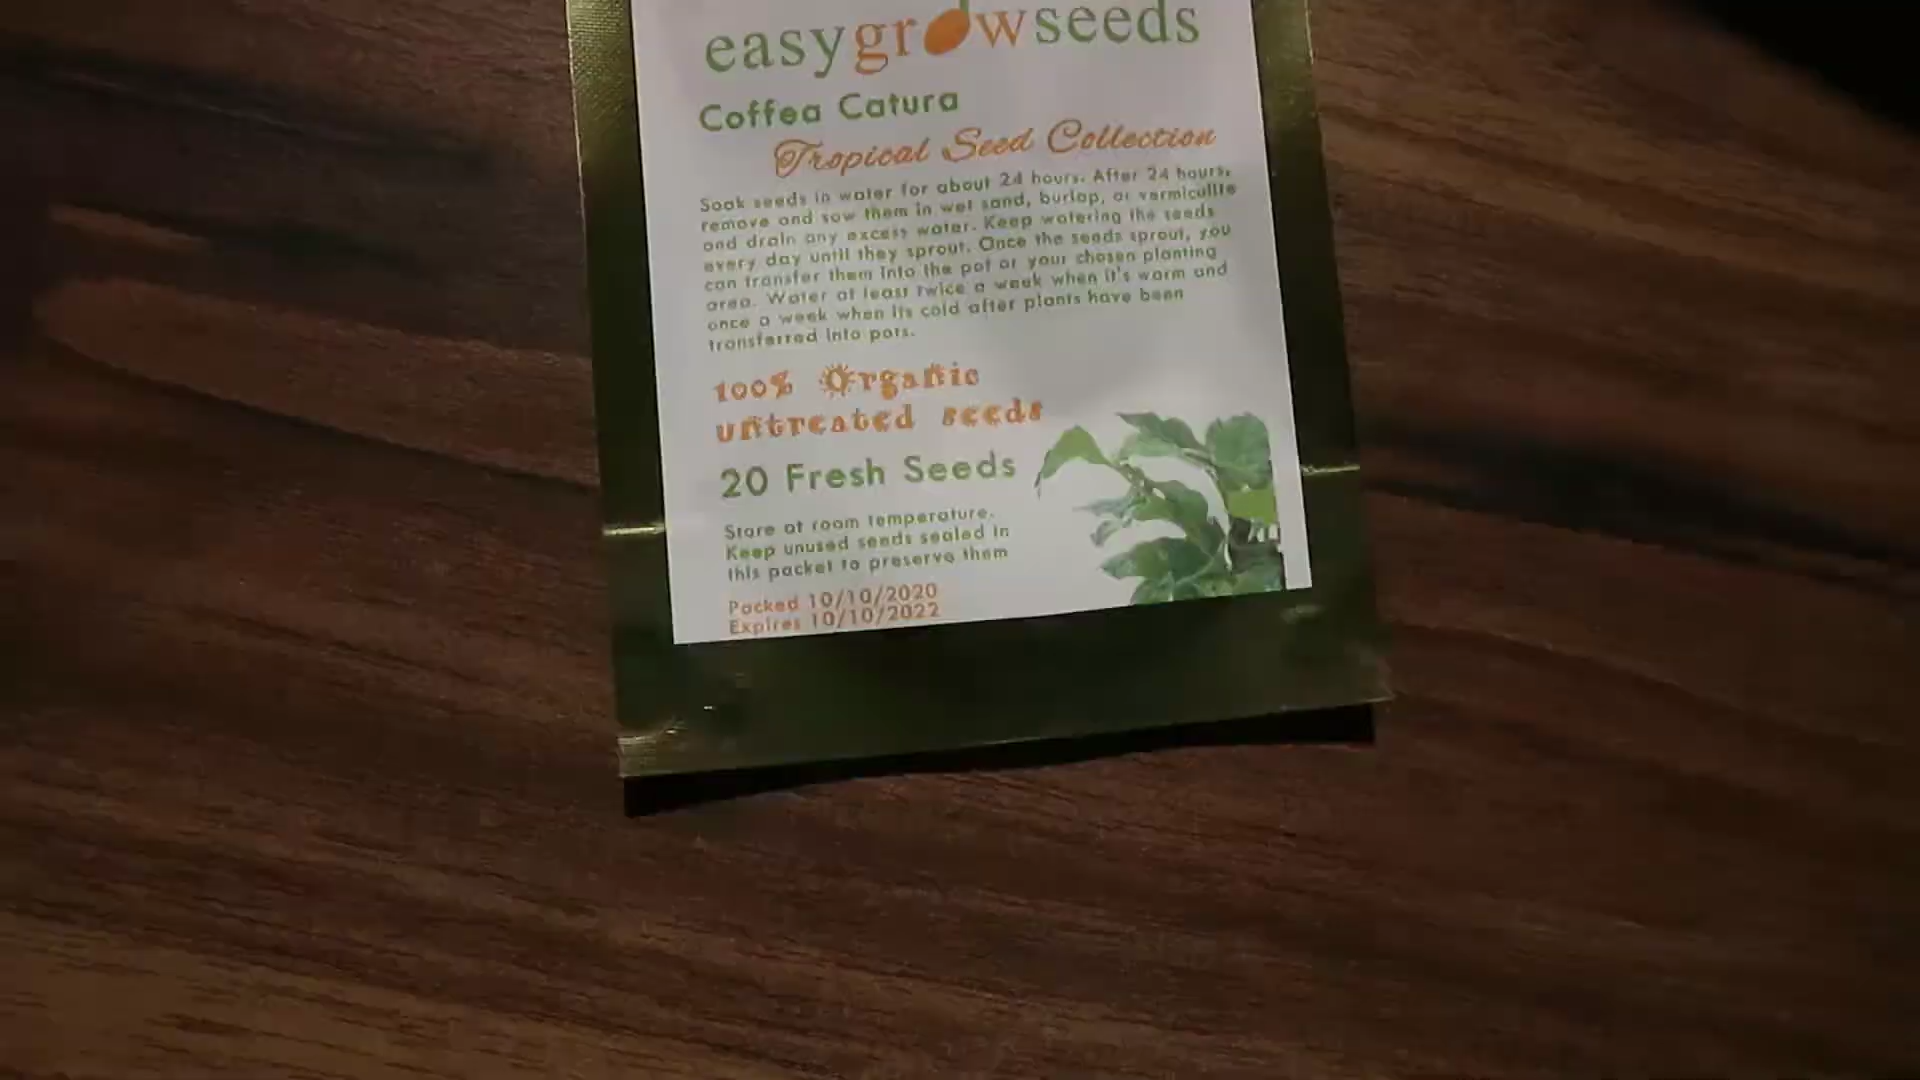 easygrowseeds
Coffea Catura
Tropical Seed Collection
Soak seeds in water for about 24 hours. After 24 hours,
remove and sow them in wet sand, burlap, or vermiculite
and drain any excess water. Keep watering the seeds
every day until they sprout. Once the seeds sprout, you
can transfer them into the pot or your chosen planting
area. Water at least twice a week when it's warm and
once a week when its cold after plants have been
transferred into pots.
100% Organic
untreated seeds
20 Fresh Seeds
Store at room temperature.
Keep unused seeds sealed in
this packet to preserve them
Packed 10/10/2020
Expires 10/10/2022